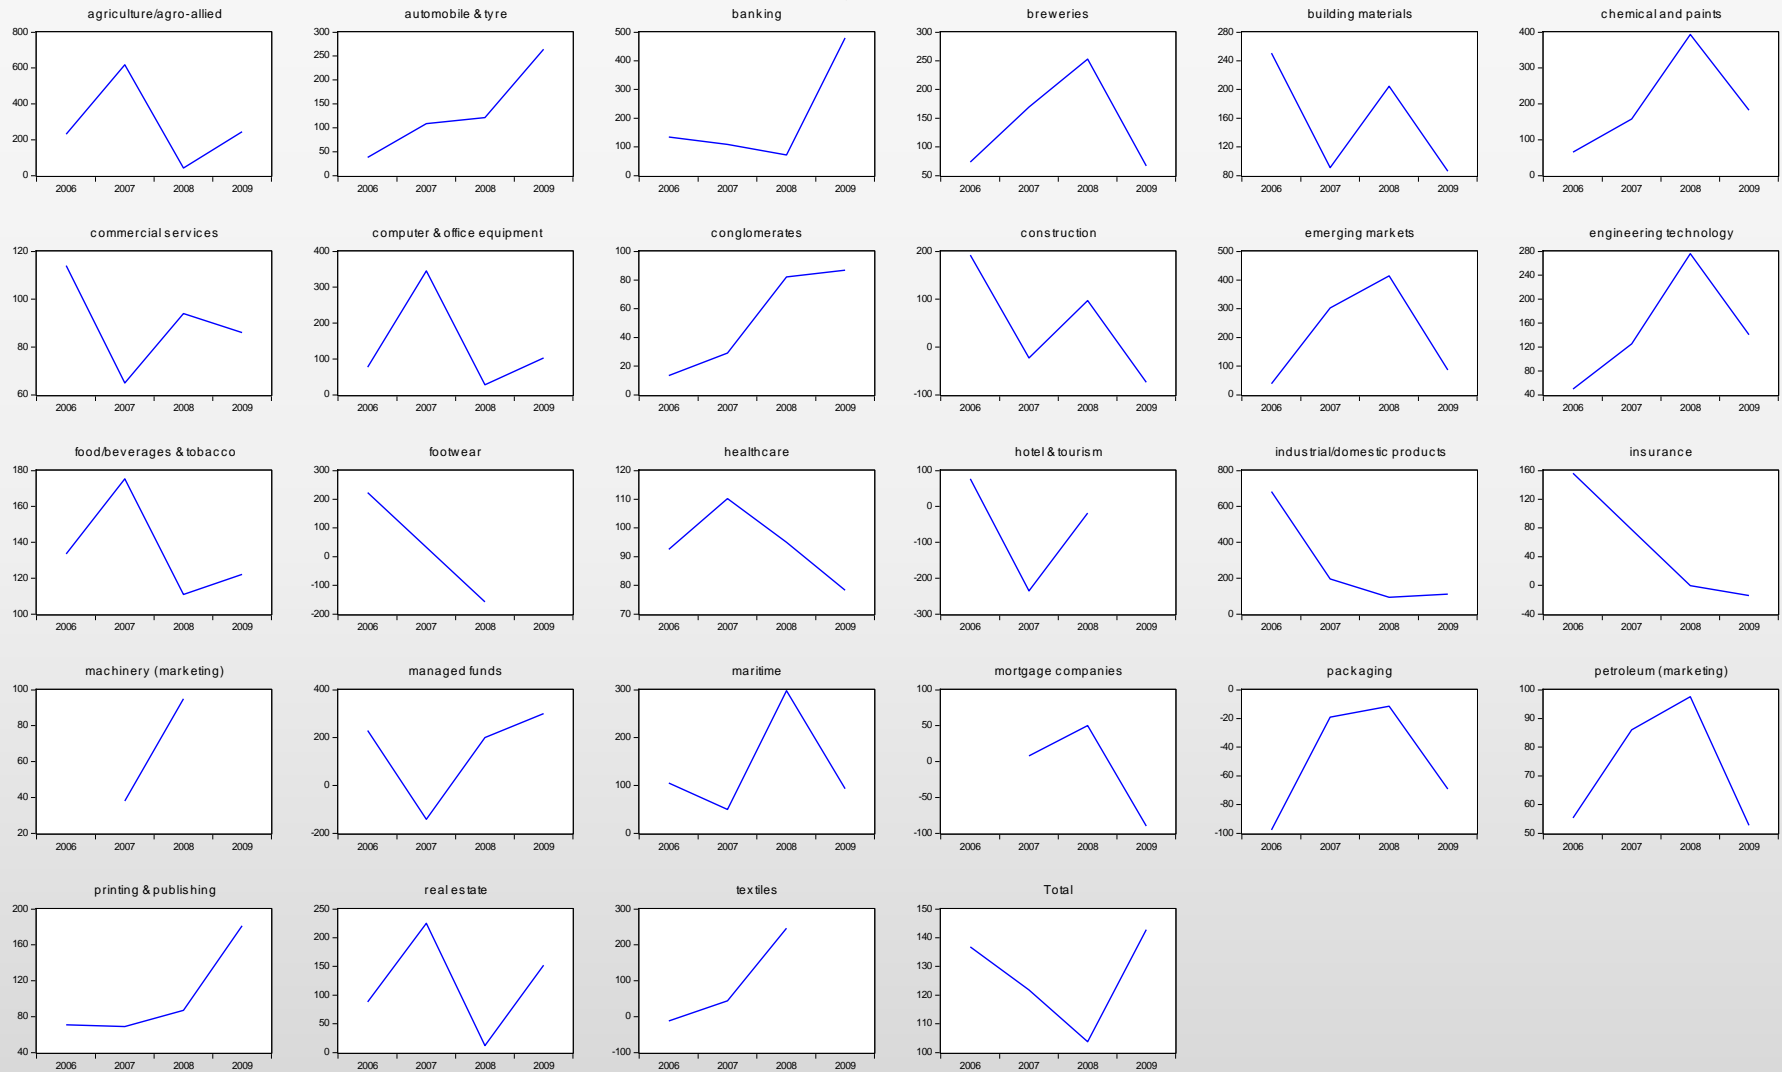 agriculture/agro-allied
800
600
400
200
0
2006 2007 2008 2009
automobile & tyre
300
250
200
150
100
50
0
2006 2007 2008 2009
banking
500
400
300
200
100
0
2006 2007 2008 2009
breweries
300
250
200
150
100
50
2006 2007 2008 2009
building materials
280
240
200
160
120
80
2006 2007 2008 2009
chemical and paints
400
300
200
100
0
2006 2007 2008 2009
commercial services
120
100
80
60
2006 2007 2008 2009
computer & office equipment
400
300
200
100
0
2006 2007 2008 2009
conglomerates
100
80
60
40
20
0
2006 2007 2008 2009
construction
200
100
0
-100
2006 2007 2008 2009
emerging markets
500
400
300
200
100
0
2006 2007 2008 2009
engineering technology
280
240
200
160
120
80
40
2006 2007 2008 2009
food/beverages & tobacco
180
160
140
120
100
2006 2007 2008 2009
footwear
300
200
100
0
-100
-200
2006 2007 2008 2009
healthcare
120
110
100
90
80
70
2006 2007 2008 2009
hotel & tourism
100
0
-100
-200
-300
2006 2007 2008 2009
industrial/domestic products
800
600
400
200
0
2006 2007 2008 2009
insurance
160
120
80
40
0
-40
2006 2007 2008 2009
machinery (marketing)
100
80
60
40
20
2006 2007 2008 2009
managed funds
400
200
0
-200
2006 2007 2008 2009
maritime
300
200
100
0
2006 2007 2008 2009
mortgage companies
100
50
0
-50
-100
2006 2007 2008 2009
packaging
0
-20
-40
-60
-80
-100
2006 2007 2008 2009
petroleum (marketing)
100
90
80
70
60
50
2006 2007 2008 2009
printing & publishing
200
160
120
80
40
2006 2007 2008 2009
real estate
250
200
150
100
50
0
2006 2007 2008 2009
textiles
300
200
100
0
-100
2006 2007 2008 2009
Total
150
140
130
120
110
100
2006 2007 2008 2009